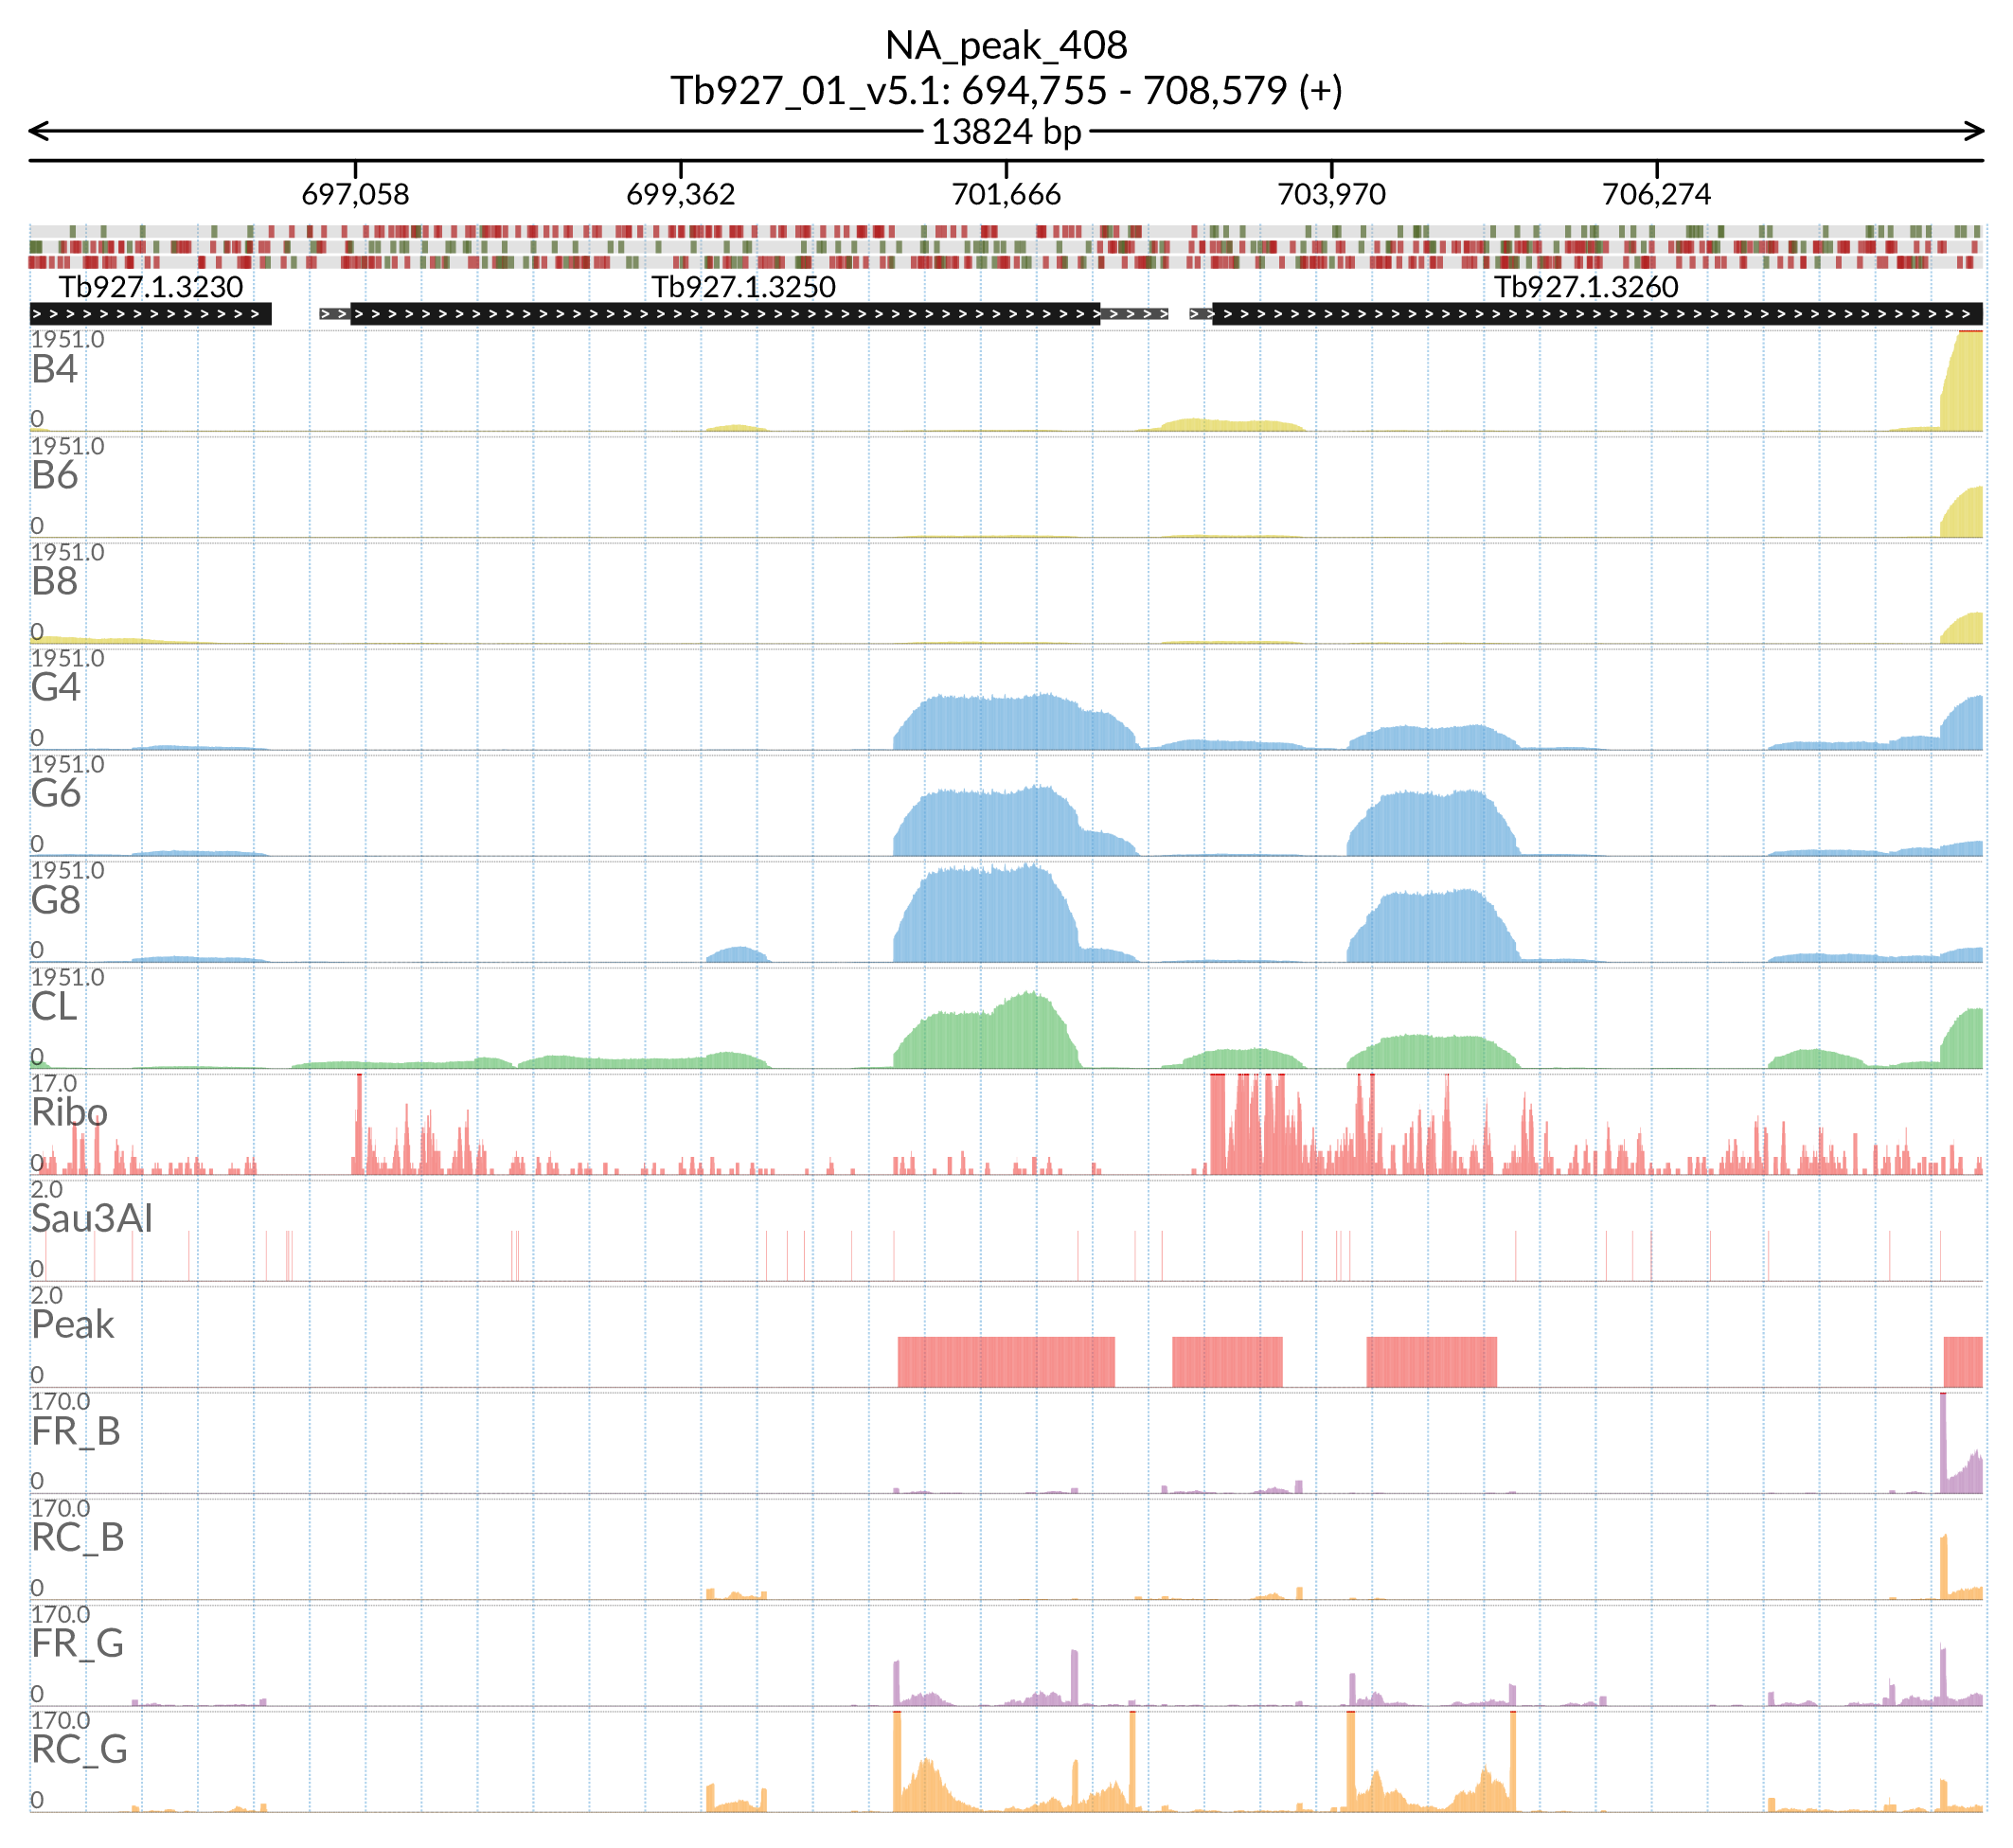 NA_peak_408
Tb927_01_v5.1: 694,755 - 708,579 (+)
13824 bp
697,058 699,362 701,666 703,970 706,274
Tb927.1.3230 Tb927.1.3250 Tb927.1.3260
1951.0
B4
0
1951.0
B6
0
1951.0
B8
0
1951.0
G4
0
1951.0
G6
0
1951.0
G8
0
1951.0
CL
0
17.0
Ribo
0
2.0
Sau3AI
0
2.0
Peak
0
170.0
FR_B
0
170.0
RC_B
0
170.0
FR_G
0
170.0
RC_G
0